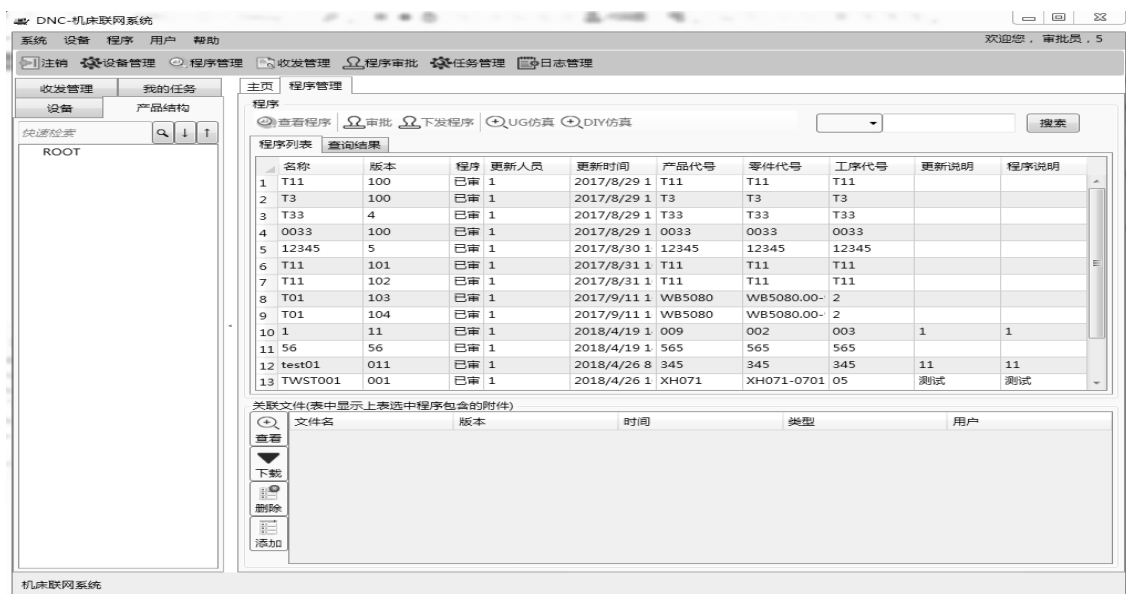 DNC-机床联网系统
系统 设备 程序 用户 帮助 欢迎您，审批员，5
注销 设备管理 程序管理 收发管理 程序审批 任务管理 日志管理
收发管理 我的任务
设备 产品结构
快速检索
ROOT
主页 程序管理
程序
查看程序 审批 下发程序 UG仿真 DIY仿真 搜索
程序列表 查询结果
名称 版本 程序 更新人员 更新时间 产品代号 零件代号 工序代号 更新说明 程序说明
1 T11 100 已审 1 2017/8/29 1 T11 T11 T11
2 T3 100 已审 1 2017/8/29 1 T3 T3 T3
3 T33 4 已审 1 2017/8/29 1 T33 T33 T33
4 0033 100 已审 1 2017/8/29 1 0033 0033 0033
5 12345 5 已审 1 2017/8/30 1 12345 12345 12345
6 T11 101 已审 1 2017/8/31 1 T11 T11 T11
7 T11 102 已审 1 2017/8/31 1 T11 T11 T11
8 T01 103 已审 1 2017/9/11 1 WB5080 WB5080.00- 2
9 T01 104 已审 1 2017/9/11 1 WB5080 WB5080.00- 2
10 1 11 已审 1 2018/4/19 1 009 002 003 1 1
11 56 56 已审 1 2018/4/19 1 565 565 565
12 test01 011 已审 1 2018/4/26 8 345 345 345 11 11
13 TWST001 001 已审 1 2018/4/26 1 XH071 XH071-0701 05 测试 测试
关联文件(表中显示上表选中程序包含的附件)
文件名 版本 时间 类型 用户
查看
下载
删除
添加
机床联网系统